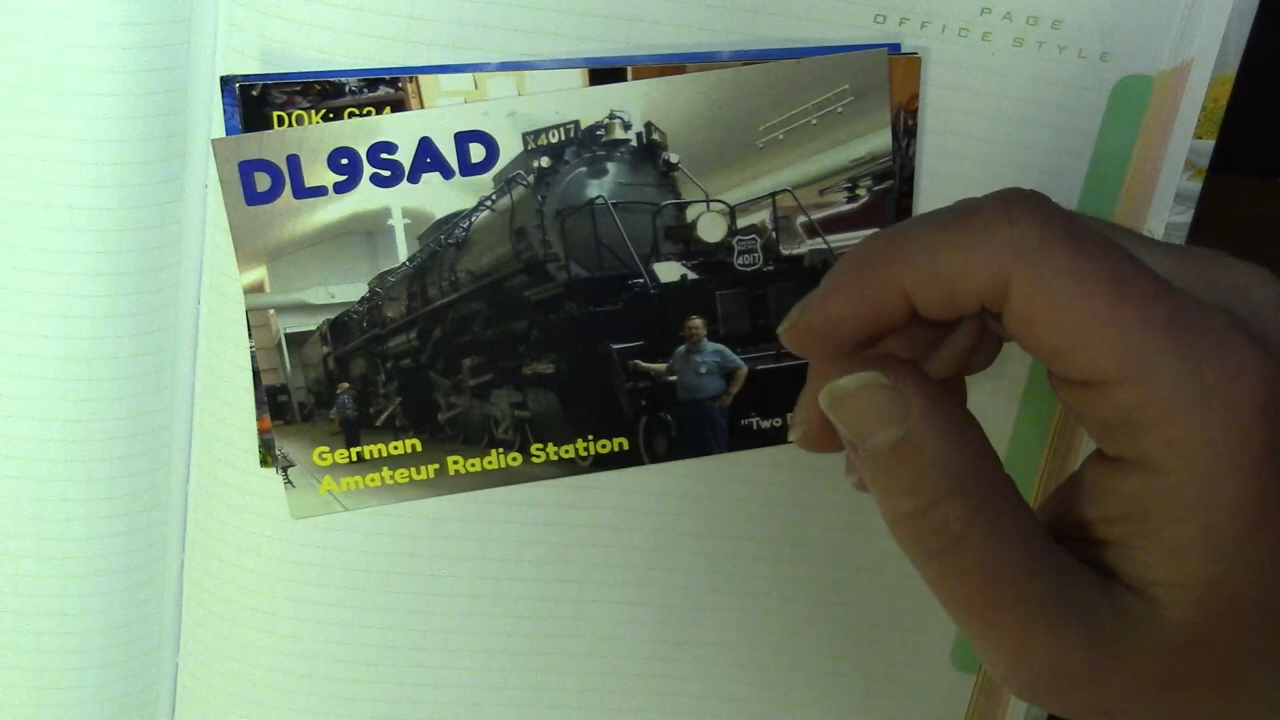 PAGE
OFFICE STYLE
DOK: G24
DL9SAD
X4017
4017
"Two
German
Amateur Radio Station